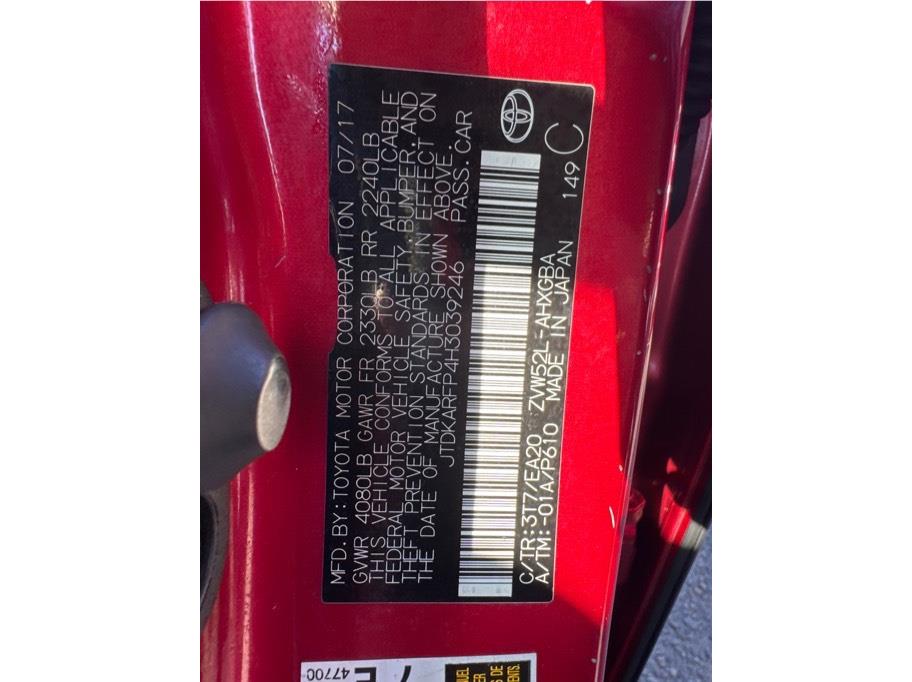 MFD. BY:TOYOTA MOTOR CORPORATION 07/17
GVWR 4080LB GAWR FR 2330LB RR 2240LB
THIS VEHICLE CONFORMS TO ALL APPLICABLE
FEDERAL MOTOR VEHICLE SAFETY BUMPER,AND
THEFT PREVENTION STANDARDS IN EFFECT ON
THE DATE OF MANUFACTURE SHOWN ABOVE.
JTDKARFP4H3039246 PASS.CAR
C/TR:3T7/EA20 ZVW52L-AHXGBA
A/TM:-01A/P610 MADE IN JAPAN
149 C
47700